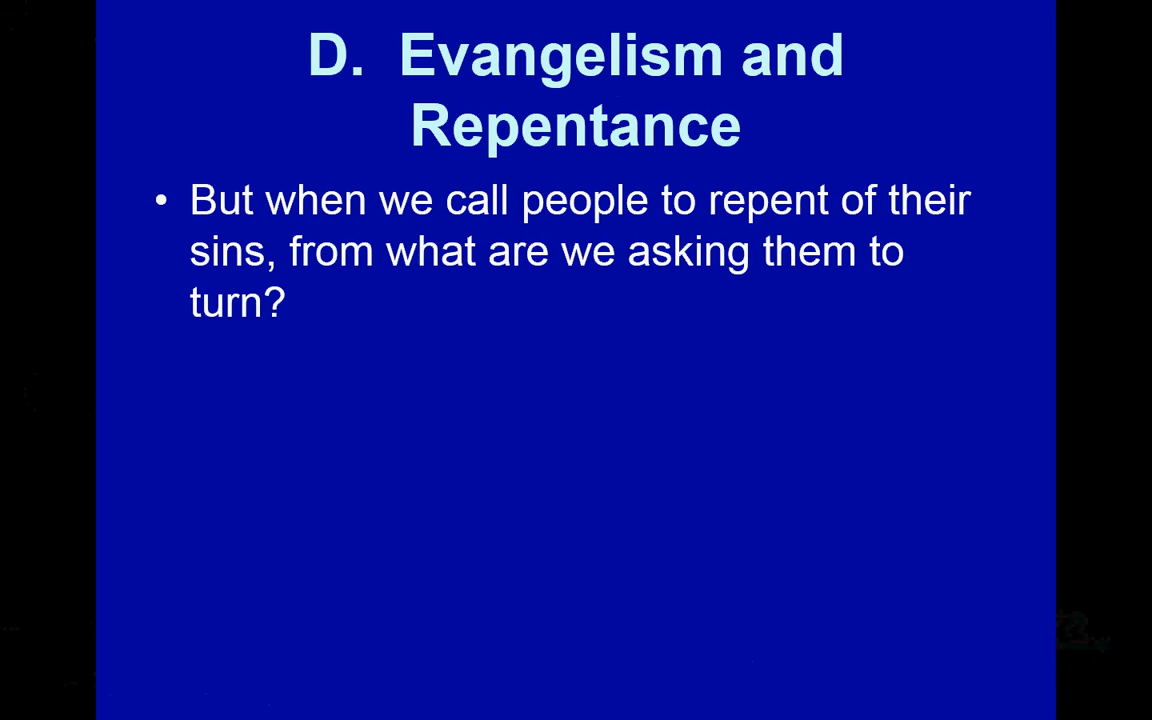 D. Evangelism and
Repentance
• But when we call people to repent of their
sins, from what are we asking them to
turn?